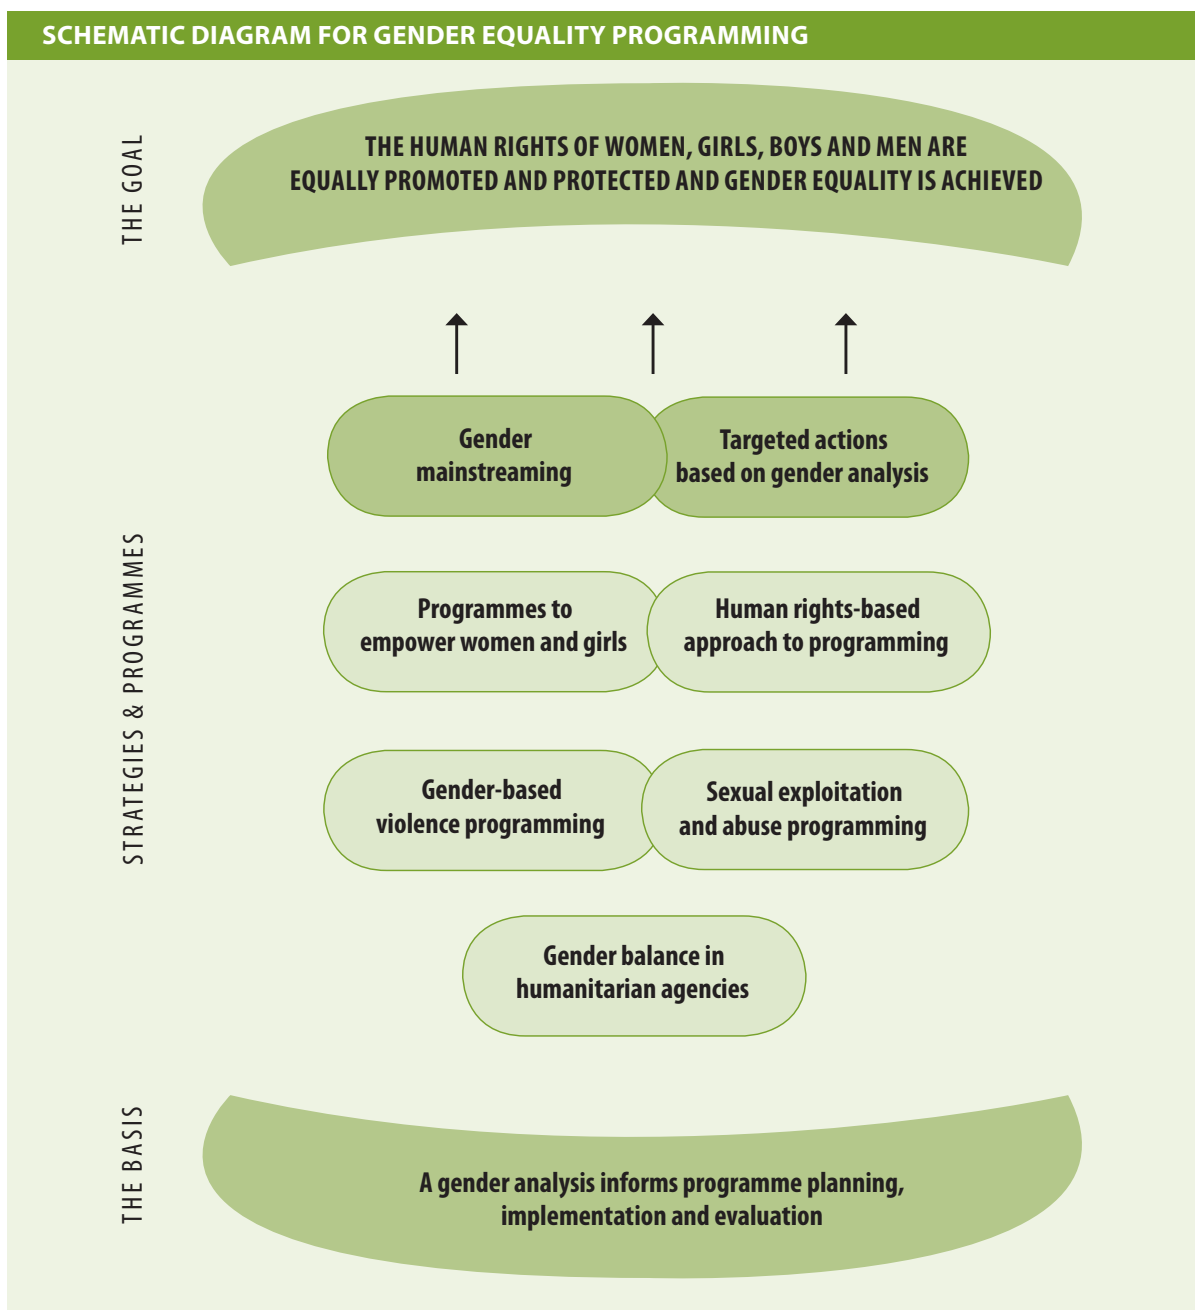 SCHEMATIC DIAGRAM FOR GENDER EQUALITY PROGRAMMING
THE GOAL
THE HUMAN RIGHTS OF WOMEN, GIRLS, BOYS AND MEN ARE
EQUALLY PROMOTED AND PROTECTED AND GENDER EQUALITY IS ACHIEVED
STRATEGIES & PROGRAMMES
Gender
mainstreaming
Targeted actions
based on gender analysis
Programmes to
empower women and girls
Human rights-based
approach to programming
Gender-based
violence programming
Sexual exploitation
and abuse programming
Gender balance in
humanitarian agencies
THE BASIS
A gender analysis informs programme planning,
implementation and evaluation